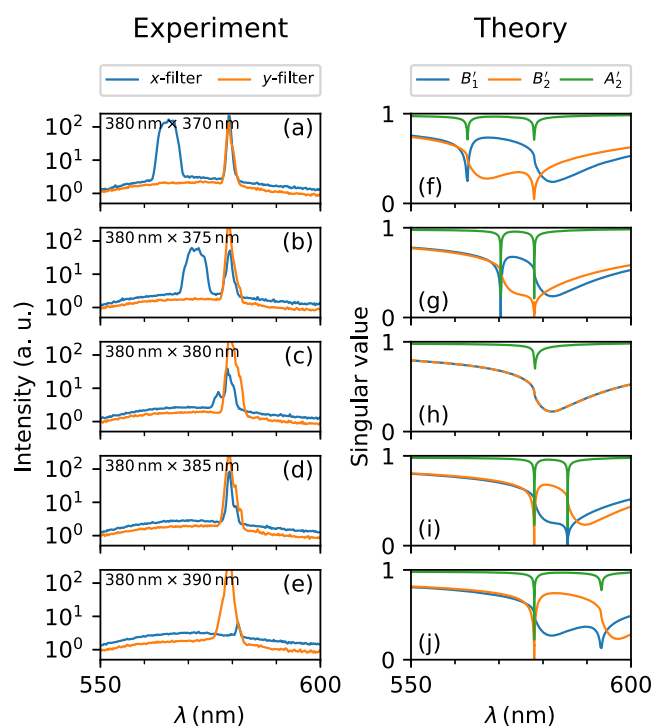 Experiment
Theory
x-filter y-filter
B′₁ B′₂ A′₂
10² 10¹ 10⁰
380 nm × 370 nm (a)
1 0
(f)
10² 10¹ 10⁰
380 nm × 375 nm (b)
1 0
(g)
10² 10¹ 10⁰
380 nm × 380 nm (c)
1 0
(h)
10² 10¹ 10⁰
380 nm × 385 nm (d)
1 0
(i)
10² 10¹ 10⁰
380 nm × 390 nm (e)
1 0
(j)
Intensity (a. u.)
Singular value
550 600
550 600
λ (nm)
λ (nm)